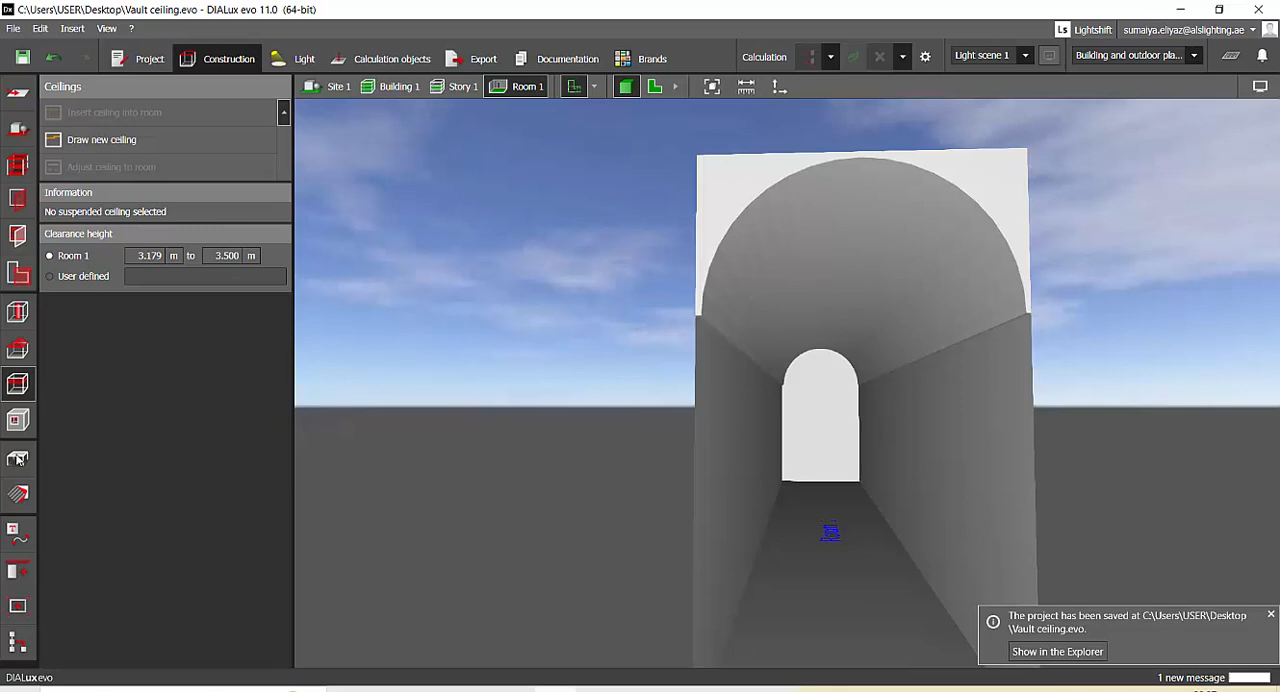 Dx C:\Users\USER\Desktop\Vault ceiling.evo - DIALux evo 11.0 (64-bit)
File Edit Insert View ?
Ls Lightshift sumaiya.eliyaz@alslighting.ae
Project Construction Light Calculation objects Export Documentation Brands Calculation Light scene 1 Building and outdoor pla...
Ceilings
Site 1 Building 1 Story 1 Room 1
Insert ceiling into room
Draw new ceiling
Adjust ceiling to room
Information
No suspended ceiling selected
Clearance height
Room 1 3.179 m to 3.500 m
User defined
The project has been saved at C:\Users\USER\Desktop
\Vault ceiling.evo.
Show in the Explorer
DIALux evo
1 new message